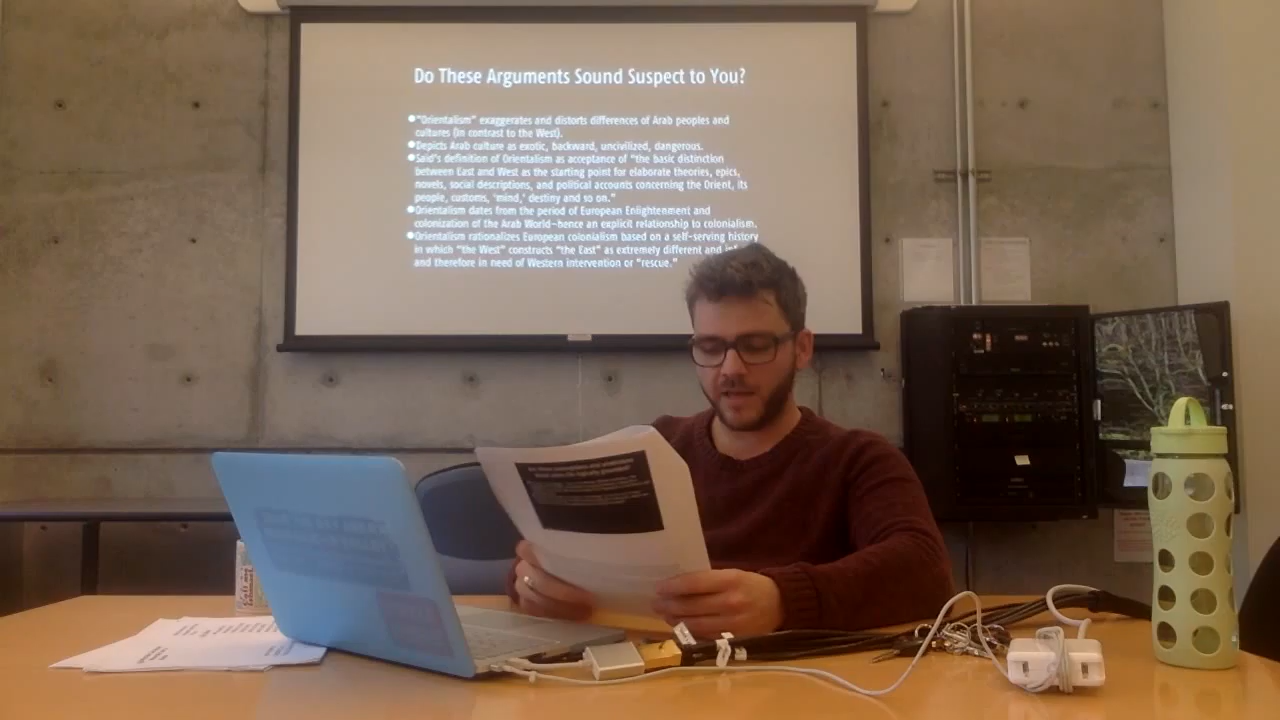 Do These Arguments Sound Suspect to You?
"Orientalism" exaggerates and distorts differences of Arab peoples and
cultures (in contrast to the West).
Depicts Arab culture as exotic, backward, uncivilized, dangerous.
Said's definition of Orientalism as acceptance of "the basic distinction
between East and West as the starting point for elaborate theories, epics,
novels, social descriptions, and political accounts concerning the Orient, its
people, customs, 'mind,' destiny and so on."
Orientalism dates from the period of European Enlightenment and
colonization of the Arab World—hence an explicit relationship to colonialism.
Orientalism rationalizes European colonialism based on a self-serving history
in which "the West" constructs "the East" as extremely different and
and therefore in need of Western intervention or "rescue."